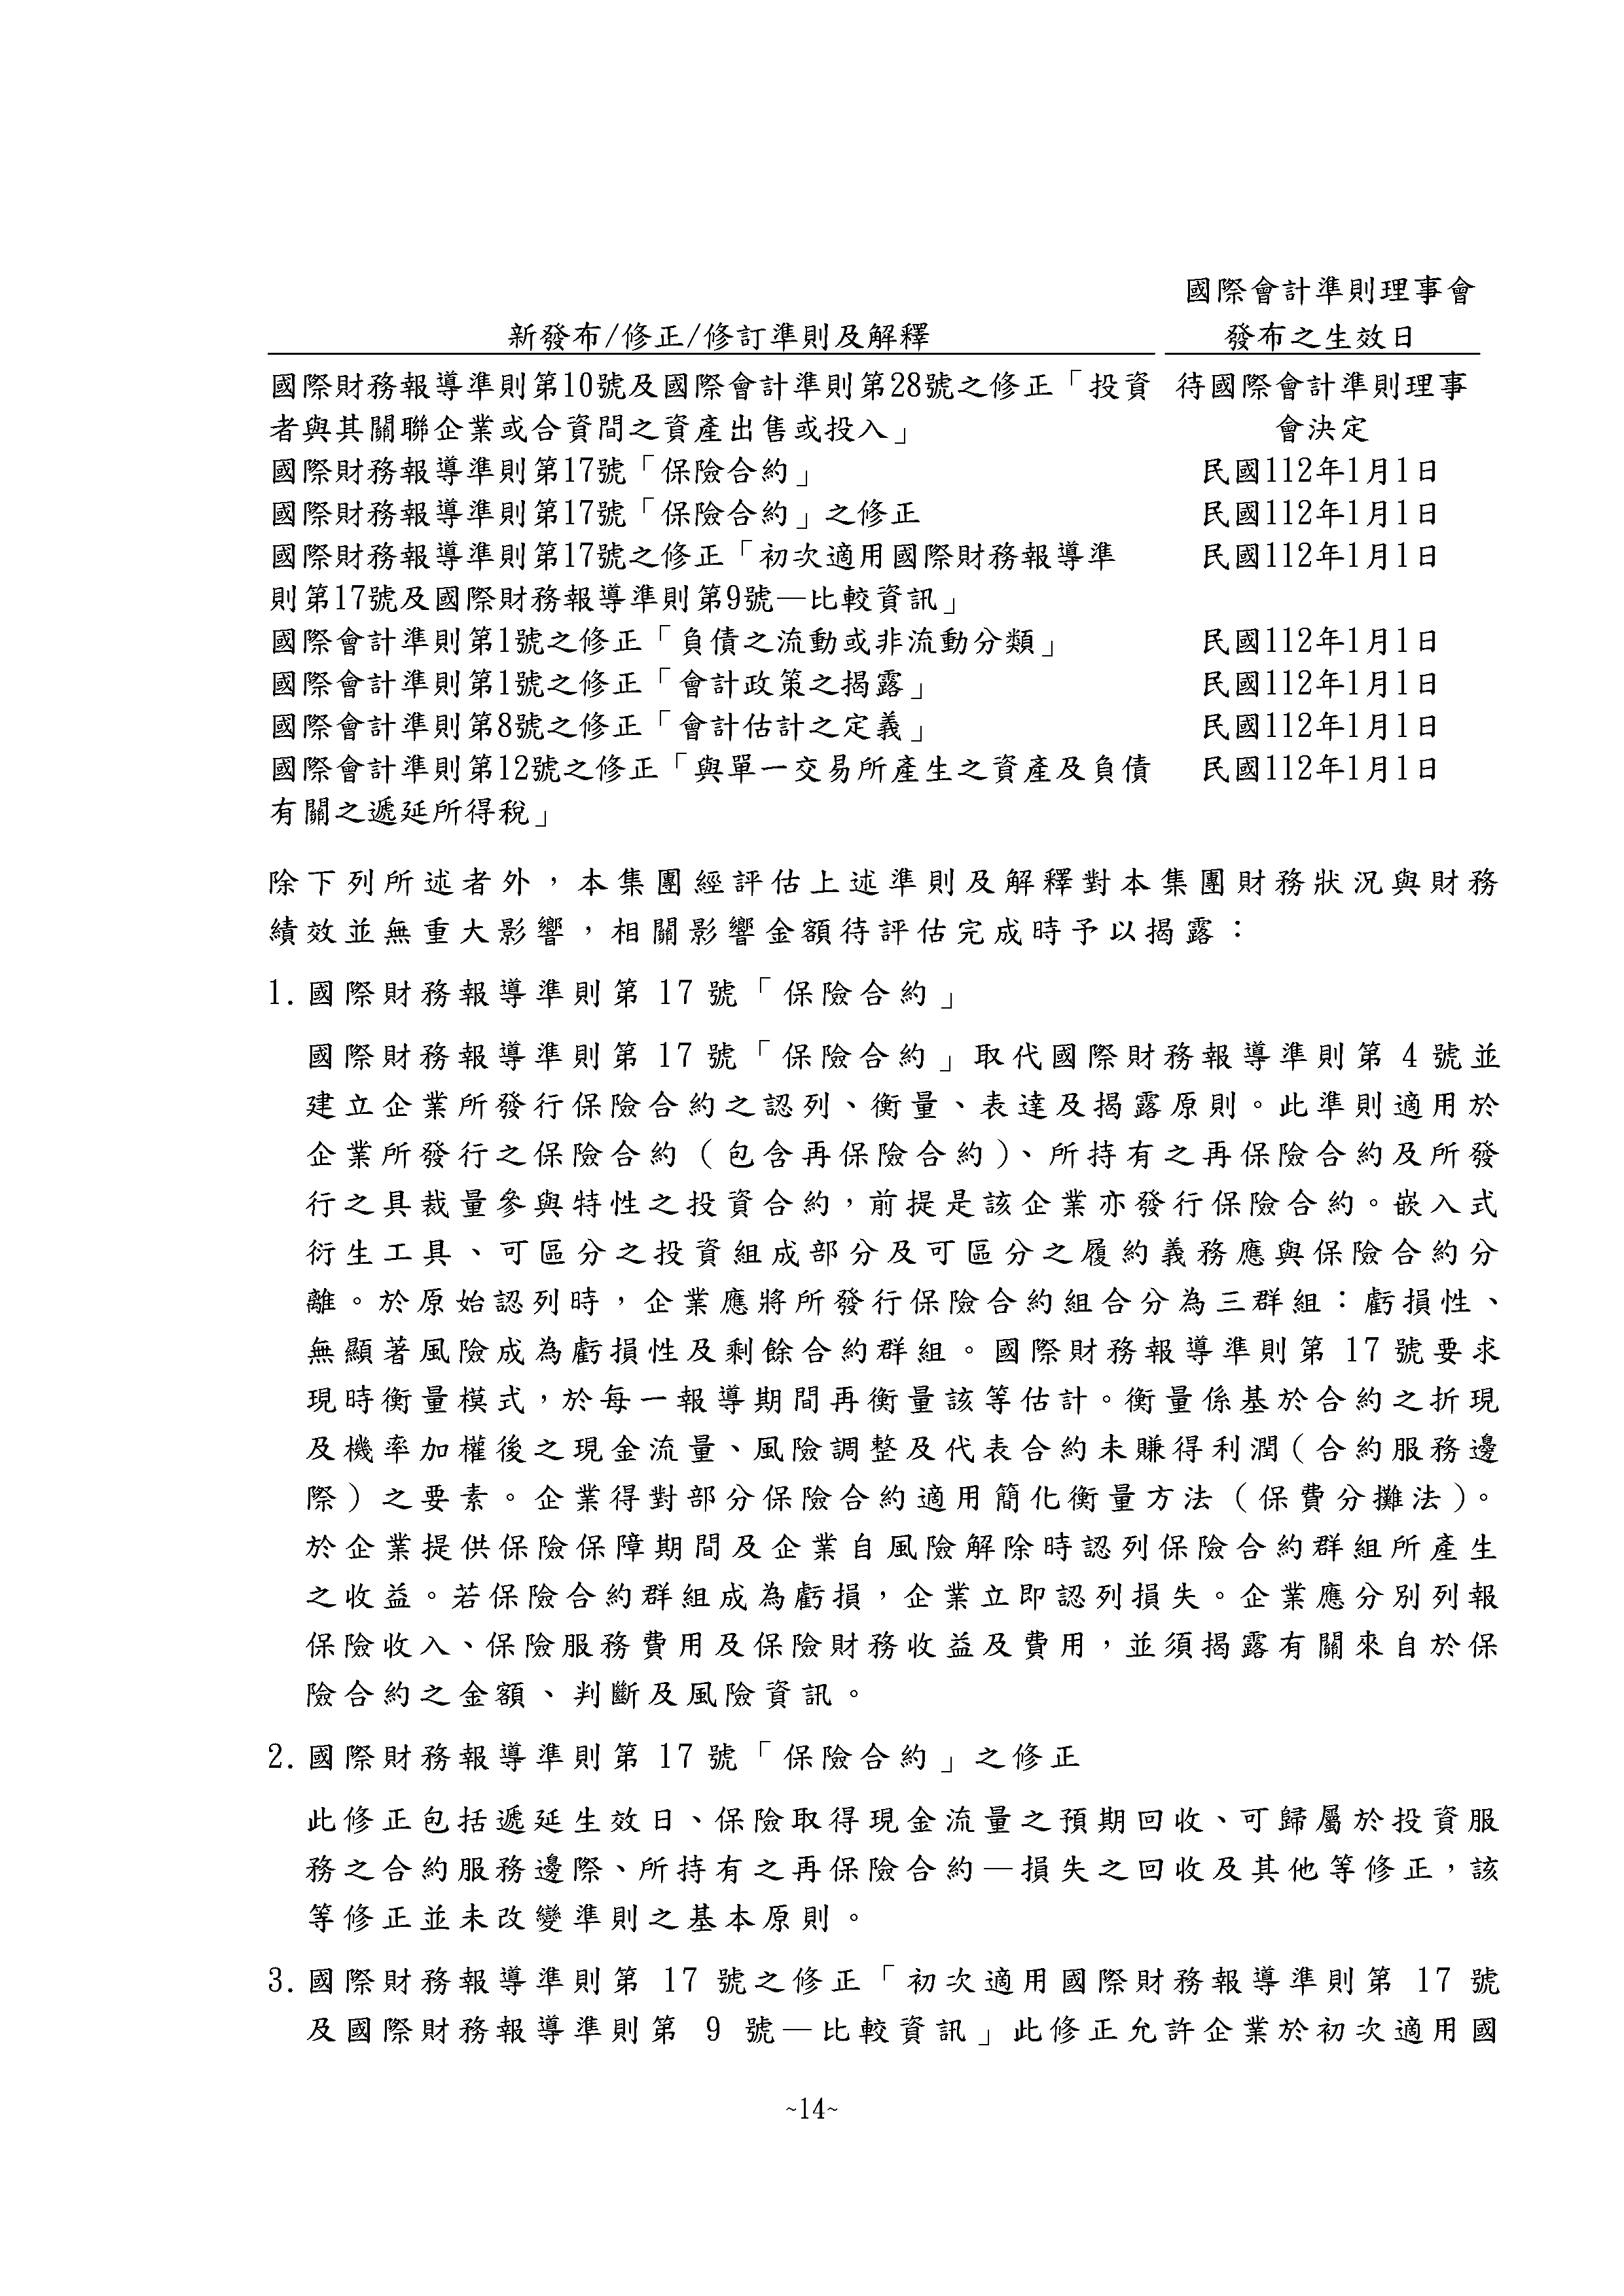 國際會計準則理事會
新發布/修正/修訂準則及解釋 發布之生效日
國際財務報導準則第10號及國際會計準則第28號之修正「投資 待國際會計準則理事
者與其關聯企業或合資間之資產出售或投入」 會決定
國際財務報導準則第17號「保險合約」 民國112年1月1日
國際財務報導準則第17號「保險合約」之修正 民國112年1月1日
國際財務報導準則第17號之修正「初次適用國際財務報導準 民國112年1月1日
則第17號及國際財務報導準則第9號—比較資訊」
國際會計準則第1號之修正「負債之流動或非流動分類」 民國112年1月1日
國際會計準則第1號之修正「會計政策之揭露」 民國112年1月1日
國際會計準則第8號之修正「會計估計之定義」 民國112年1月1日
國際會計準則第12號之修正「與單一交易所產生之資產及負債 民國112年1月1日
有關之遞延所得稅」
除下列所述者外，本集團經評估上述準則及解釋對本集團財務狀況與財務
績效並無重大影響，相關影響金額待評估完成時予以揭露：
1.國際財務報導準則第 17 號「保險合約」
國際財務報導準則第 17 號「保險合約」取代國際財務報導準則第 4 號並
建立企業所發行保險合約之認列、衡量、表達及揭露原則。此準則適用於
企業所發行之保險合約（包含再保險合約）、所持有之再保險合約及所發
行之具裁量參與特性之投資合約，前提是該企業亦發行保險合約。嵌入式
衍生工具、可區分之投資組成部分及可區分之履約義務應與保險合約分
離。於原始認列時，企業應將所發行保險合約組合分為三群組：虧損性、
無顯著風險成為虧損性及剩餘合約群組。國際財務報導準則第 17 號要求
現時衡量模式，於每一報導期間再衡量該等估計。衡量係基於合約之折現
及機率加權後之現金流量、風險調整及代表合約未賺得利潤（合約服務邊
際）之要素。企業得對部分保險合約適用簡化衡量方法（保費分攤法）。
於企業提供保險保障期間及企業自風險解除時認列保險合約群組所產生
之收益。若保險合約群組成為虧損，企業立即認列損失。企業應分別列報
保險收入、保險服務費用及保險財務收益及費用，並須揭露有關來自於保
險合約之金額、判斷及風險資訊。
2.國際財務報導準則第 17 號「保險合約」之修正
此修正包括遞延生效日、保險取得現金流量之預期回收、可歸屬於投資服
務之合約服務邊際、所持有之再保險合約—損失之回收及其他等修正，該
等修正並未改變準則之基本原則。
3.國際財務報導準則第 17 號之修正「初次適用國際財務報導準則第 17 號
及國際財務報導準則第 9 號—比較資訊」此修正允許企業於初次適用國
~14~